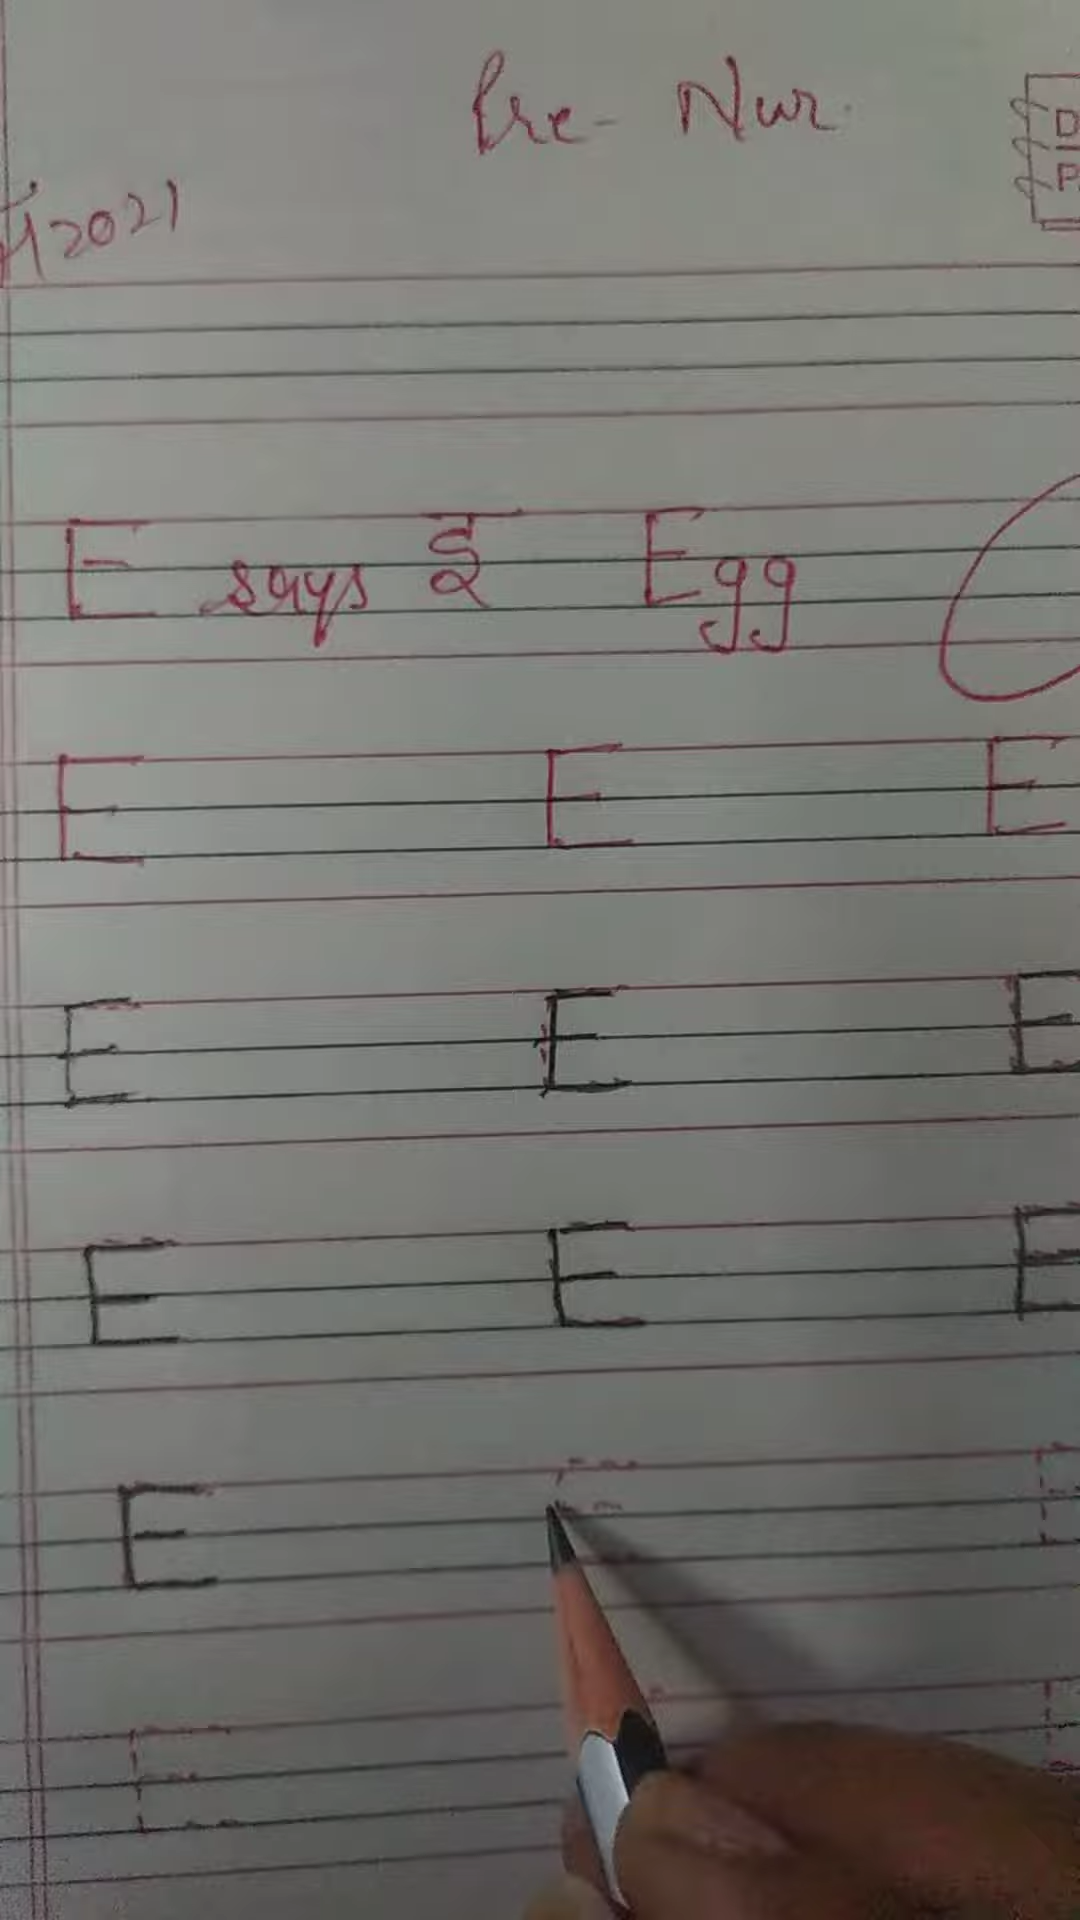 Pre- Nur.
D
P
2021
E says इ Egg
E E E
E E E
E E E
E E
E